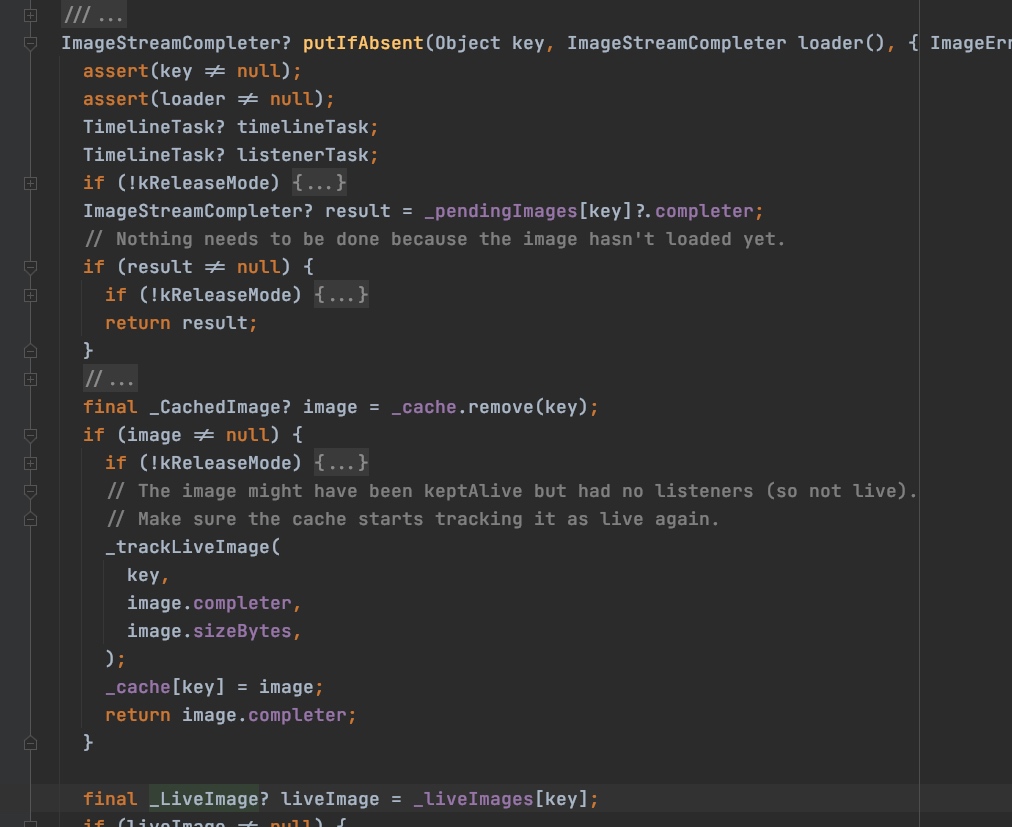 /// ...
ImageStreamCompleter? putIfAbsent(Object key, ImageStreamCompleter loader(), { ImageErr
assert(key != null);
assert(loader != null);
TimelineTask? timelineTask;
TimelineTask? listenerTask;
if (!kReleaseMode) {...}
ImageStreamCompleter? result = _pendingImages[key]?.completer;
// Nothing needs to be done because the image hasn't loaded yet.
if (result != null) {
if (!kReleaseMode) {...}
return result;
}
// ...
final _CachedImage? image = _cache.remove(key);
if (image != null) {
if (!kReleaseMode) {...}
// The image might have been keptAlive but had no listeners (so not live).
// Make sure the cache starts tracking it as live again.
_trackLiveImage(
key,
image.completer,
image.sizeBytes,
);
_cache[key] = image;
return image.completer;
}
final _LiveImage? liveImage = _liveImages[key];
if (liveImage != null) {